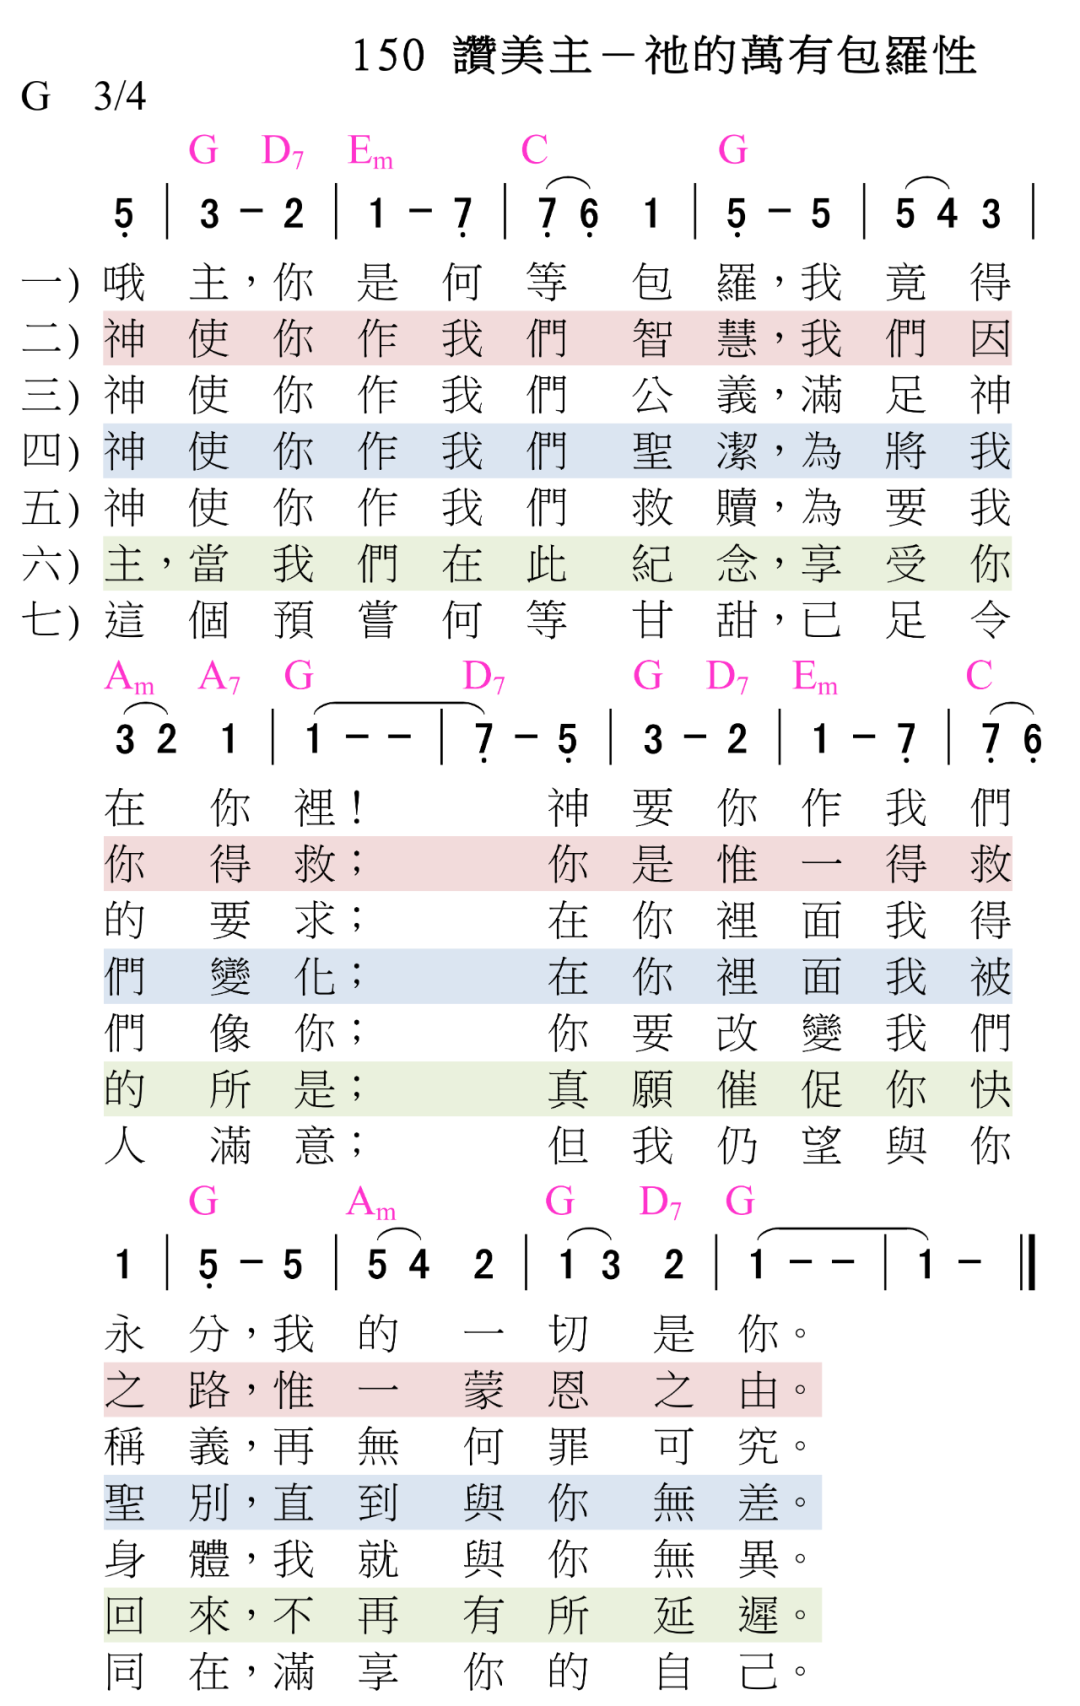 150 讚美主－祂的萬有包羅性
G 3/4
G D7 Em C G
5̣ | 3 － 2 | 1 － 7̣ | 7̣ 6̣ 1 | 5̣ － 5 | 5 4 3 |
一) 哦主，你是何等包羅，我竟得
二) 神使你作我們智慧，我們因
三) 神使你作我們公義，滿足神
四) 神使你作我們聖潔，為將我
五) 神使你作我們救贖，為要我
六) 主，當我們在此紀念，享受你
七) 這個預嘗何等甘甜，已足令
Am A7 G D7 G D7 Em C
3 2 1 | 1 － － | 7̣ － 5̣ | 3 － 2 | 1 － 7̣ | 7̣ 6̣
在你裡！ 神要你作我們
你得救； 你是惟一得救
的要求； 在你裡面我得
們變化； 在你裡面我被
們像你； 你要改變我們
的所是； 真願催促你快
人滿意； 但我仍望與你
G Am G D7 G
1 | 5̣ － 5 | 5 4 2 | 1 3 2 | 1 － － | 1 － ‖
永分，我的一切是你。
之路，惟一蒙恩之由。
稱義，再無何罪可究。
聖別，直到與你無差。
身體，我就與你無異。
回來，不再有所延遲。
同在，滿享你的自己。